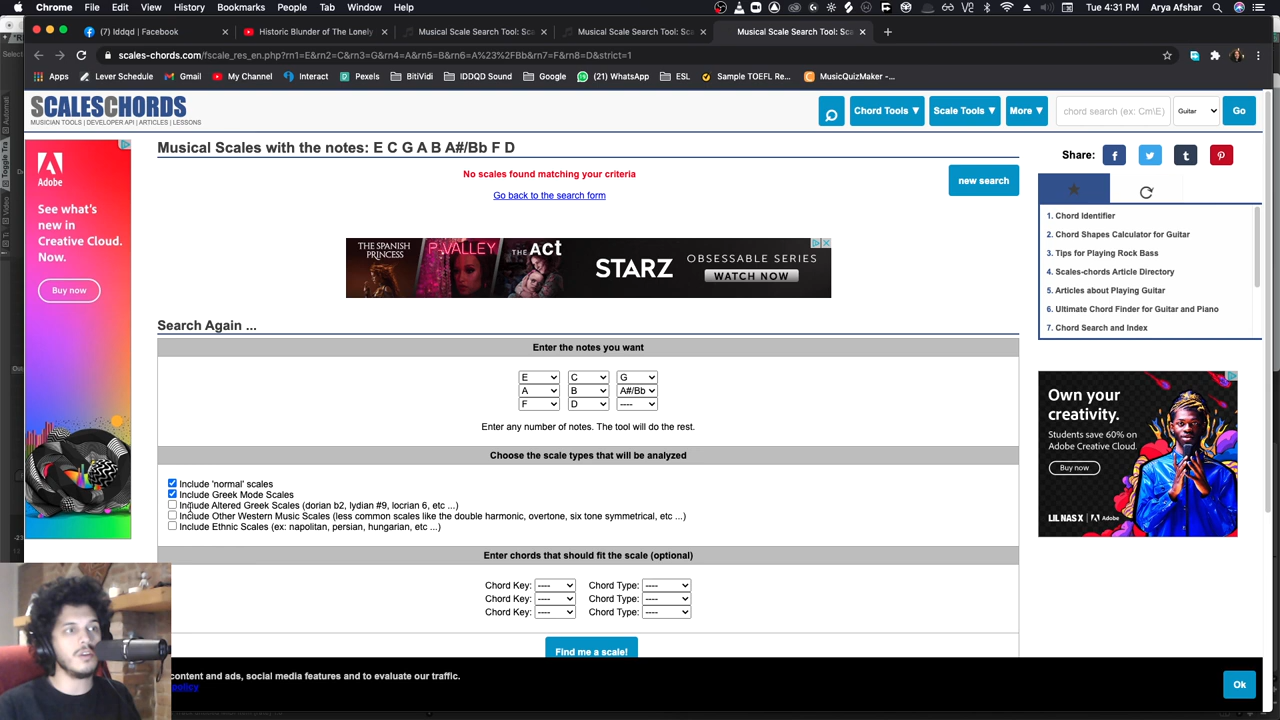 Chrome File Edit View History Bookmarks Profiles Tab Window Help
Tue 4:31 PM Arya Afshar
(7) Iddqd | Facebook
Historic Blunder of The Lonely
Musical Scale Search Tool: Sc
Musical Scale Search Tool: Sc
Musical Scale Search Tool: Sc
scales-chords.com/fscale_res_en.php?rn1=E&rn2=C&rn3=G&rn4=A&rn5=B&rn6=A%23%2FBb&rn7=F&rn8=D&strict=1
Apps Lever Schedule Gmail My Channel Interact Pexels BitiVidi IDDQD Sound Google (21) WhatsApp ESL Sample TOEFL Re... MusicQuizMaker -...
SCALESCHORDS
MUSICIAN TOOLS | DEVELOPER API | ARTICLES | LESSONS
Chord Tools ▼
Scale Tools ▼
More ▼
chord search (ex: Cm\E)
Guitar
Go
Musical Scales with the notes: E C G A B A#/Bb F D
No scales found matching your criteria
Go back to the search form
new search
Share:
Adobe
See what's
new in
Creative Cloud.
Now.
Buy now
THE SPANISH
PRINCESS
P-VALLEY
THE ACT
STARZ
OBSESSABLE SERIES
WATCH NOW
1. Chord Identifier
2. Chord Shapes Calculator for Guitar
3. Tips for Playing Rock Bass
4. Scales-chords Article Directory
5. Articles about Playing Guitar
6. Ultimate Chord Finder for Guitar and Piano
7. Chord Search and Index
Search Again ...
Enter the notes you want
E C G
A B A#/Bb
F D ----
Enter any number of notes. The tool will do the rest.
Choose the scale types that will be analyzed
Include 'normal' scales
Include Greek Mode Scales
Include Altered Greek Scales (dorian b2, lydian #9, locrian 6, etc ...)
Include Other Western Music Scales (less common scales like the double harmonic, overtone, six tone symmetrical, etc ...)
Include Ethnic Scales (ex: napolitan, persian, hungarian, etc ...)
Enter chords that should fit the scale (optional)
Chord Key: ---- Chord Type: ----
Chord Key: ---- Chord Type: ----
Chord Key: ---- Chord Type: ----
Find me a scale!
Own your
creativity.
Students save 60% on
Adobe Creative Cloud.
Buy now
LIL NAS X
Adobe
content and ads, social media features and to evaluate our traffic.
policy
Ok